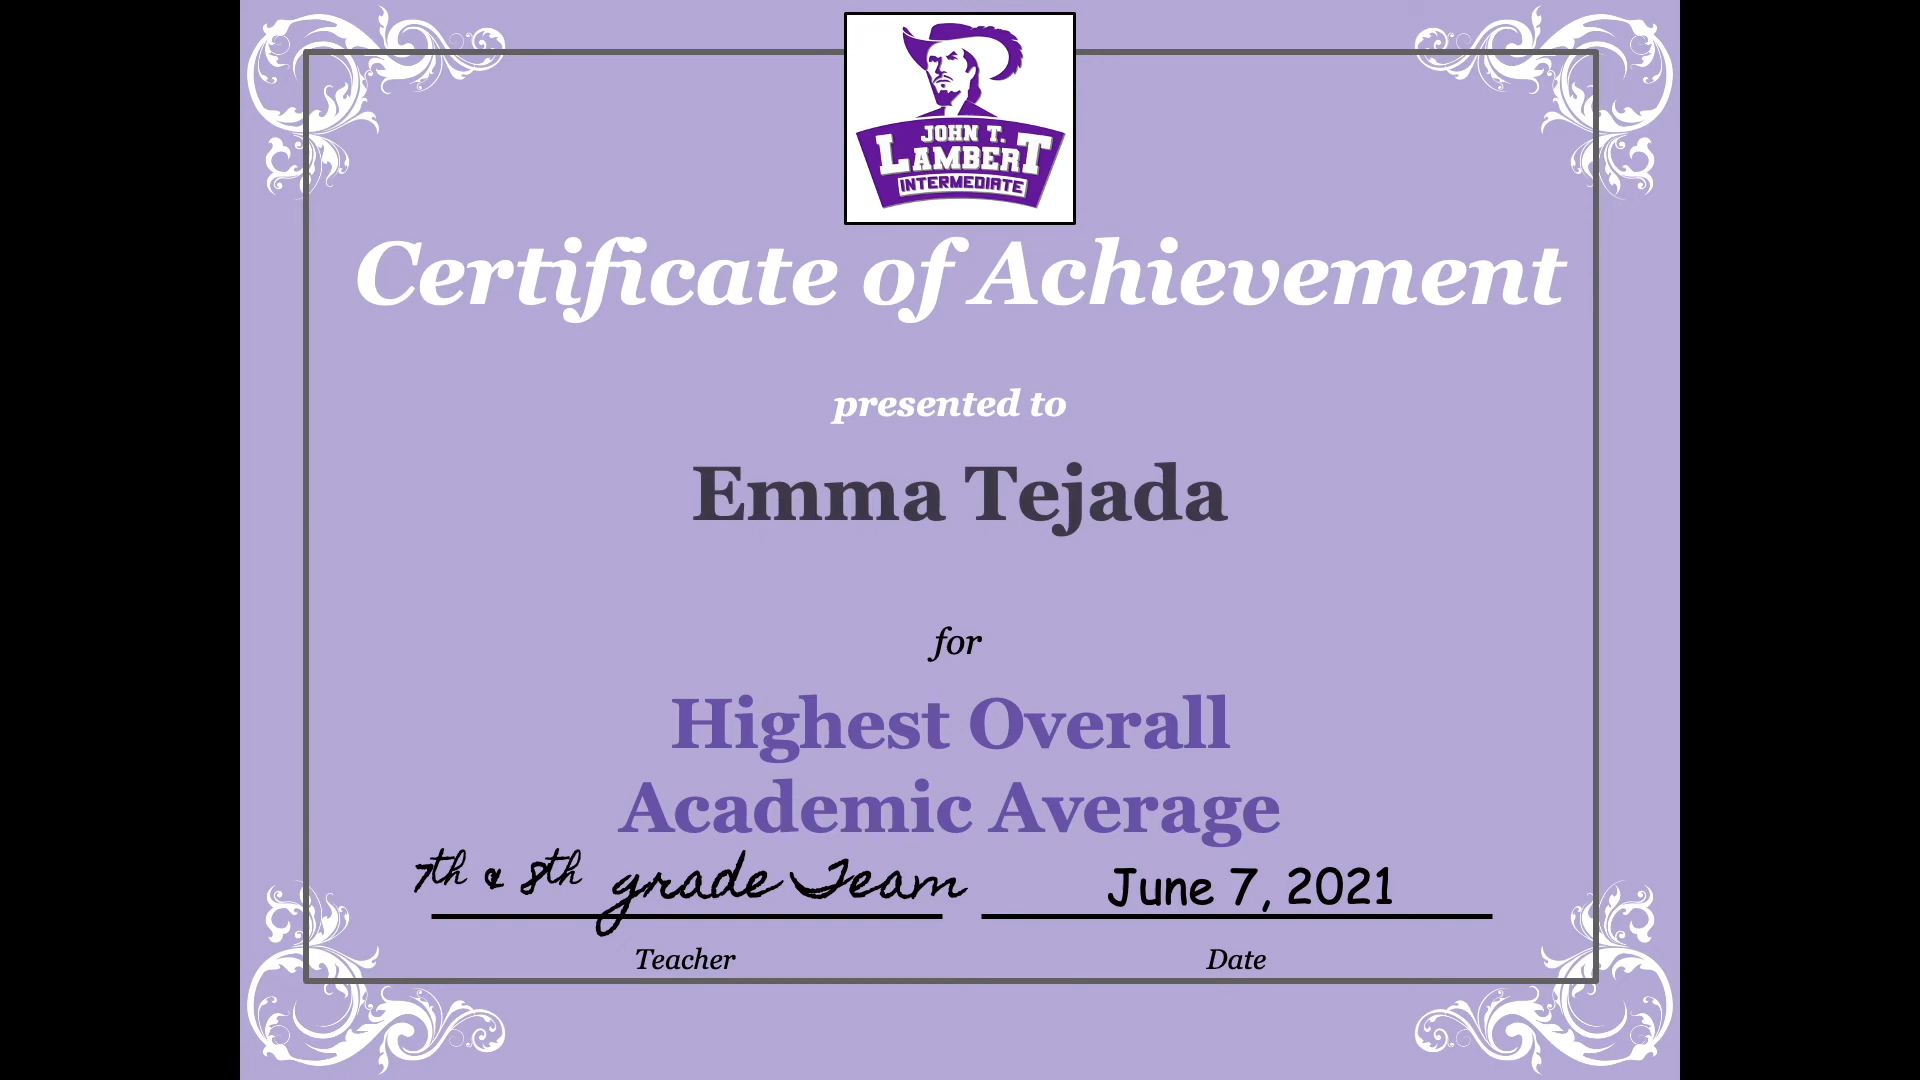 JOHN T.
LAMBERT
INTERMEDIATE
Certificate of Achievement
presented to
Emma Tejada
for
Highest Overall
Academic Average
7th & 8th grade Team
June 7, 2021
Teacher
Date